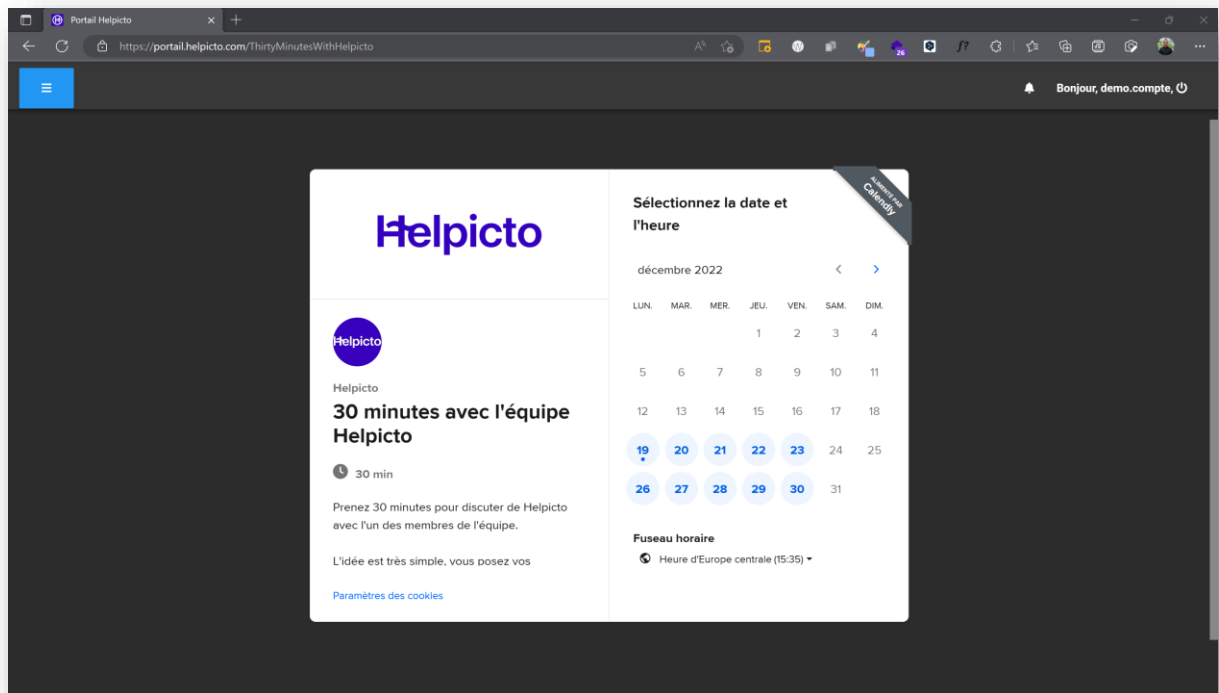 Portail Helpicto
https://portail.helpicto.com/ThirtyMinutesWithHelpicto
26
f?
Bonjour, demo.compte,
Helpicto
Helpicto
Helpicto
30 minutes avec l'équipe
Helpicto
30 min
Prenez 30 minutes pour discuter de Helpicto
avec l'un des membres de l'équipe.
L'idée est très simple, vous posez vos
Paramètres des cookies
ALIMENTÉ PAR
Calendly
Sélectionnez la date et
l'heure
décembre 2022
LUN. MAR. MER. JEU. VEN. SAM. DIM.
1 2 3 4
5 6 7 8 9 10 11
12 13 14 15 16 17 18
19 20 21 22 23 24 25
26 27 28 29 30 31
Fuseau horaire
Heure d'Europe centrale (15:35)